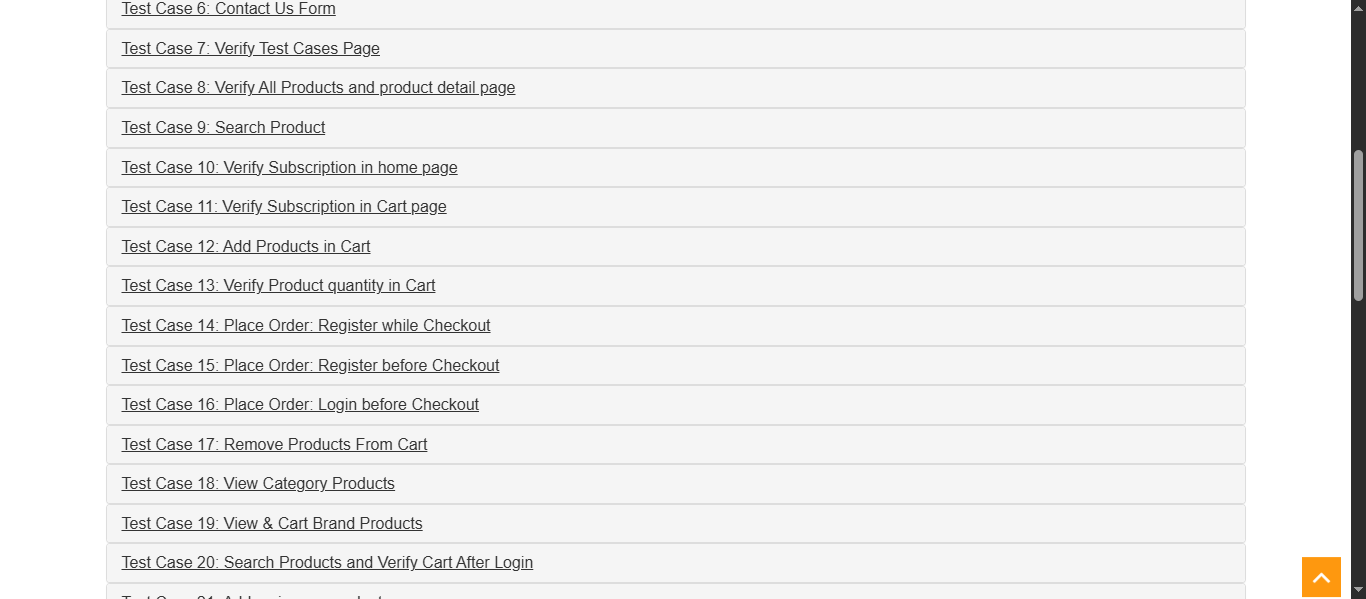 Test Case 6: Contact Us Form
Test Case 7: Verify Test Cases Page
Test Case 8: Verify All Products and product detail page
Test Case 9: Search Product
Test Case 10: Verify Subscription in home page
Test Case 11: Verify Subscription in Cart page
Test Case 12: Add Products in Cart
Test Case 13: Verify Product quantity in Cart
Test Case 14: Place Order: Register while Checkout
Test Case 15: Place Order: Register before Checkout
Test Case 16: Place Order: Login before Checkout
Test Case 17: Remove Products From Cart
Test Case 18: View Category Products
Test Case 19: View & Cart Brand Products
Test Case 20: Search Products and Verify Cart After Login
Test Case 21: Add